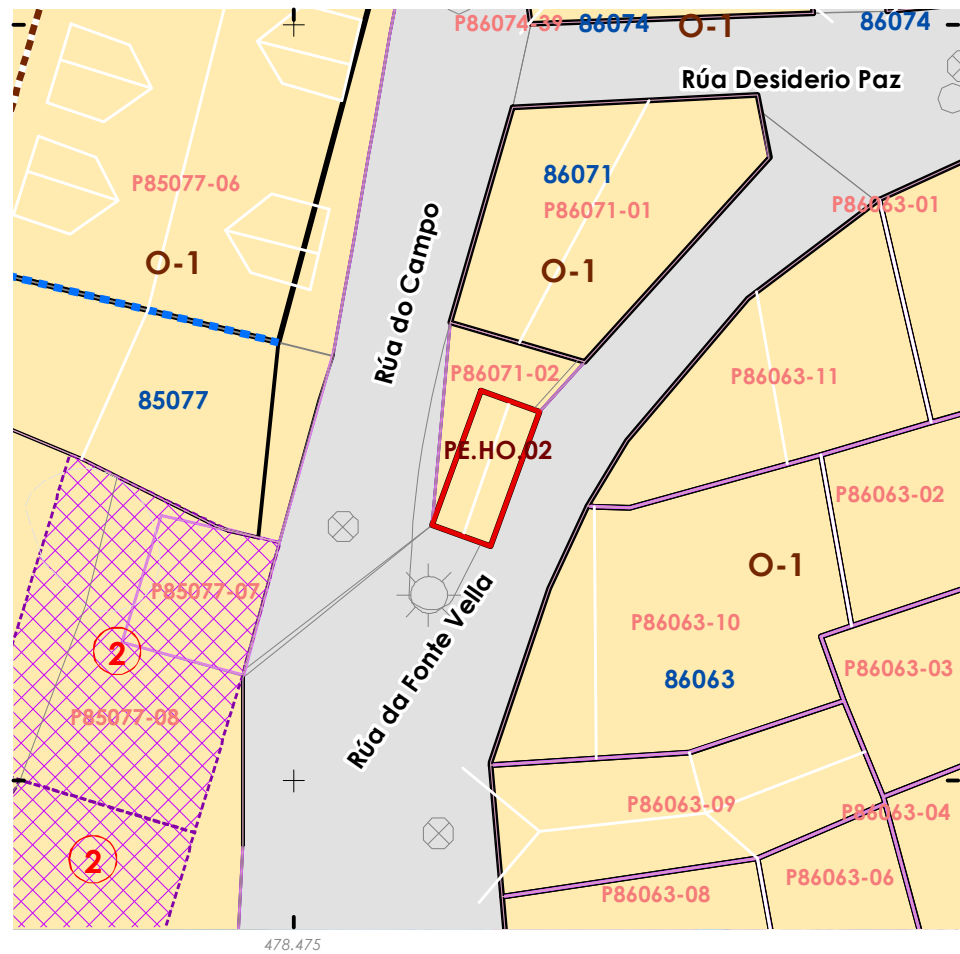 P86074-39
86074
O-1
86074
Rúa Desiderio Paz
86071
P85077-06
P86063-01
P86071-01
O-1
O-1
Rúa do Campo
P86071-02
P86063-11
85077
PE.HO.02
P86063-02
O-1
P85077-07
P86063-10
Rúa da Fonte Vella
2
P86063-03
86063
P85077-08
P86063-09
P86063-04
2
P86063-06
P86063-08
478.475